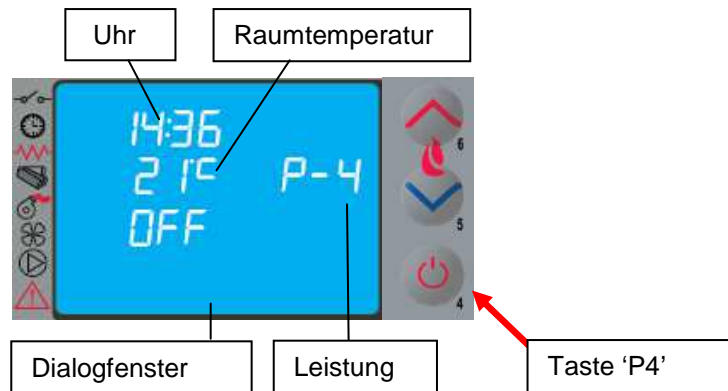 Uhr
Raumtemperatur
14:36
21°C
P-4
OFF
6
5
4
Dialogfenster
Leistung
Taste ‘P4’